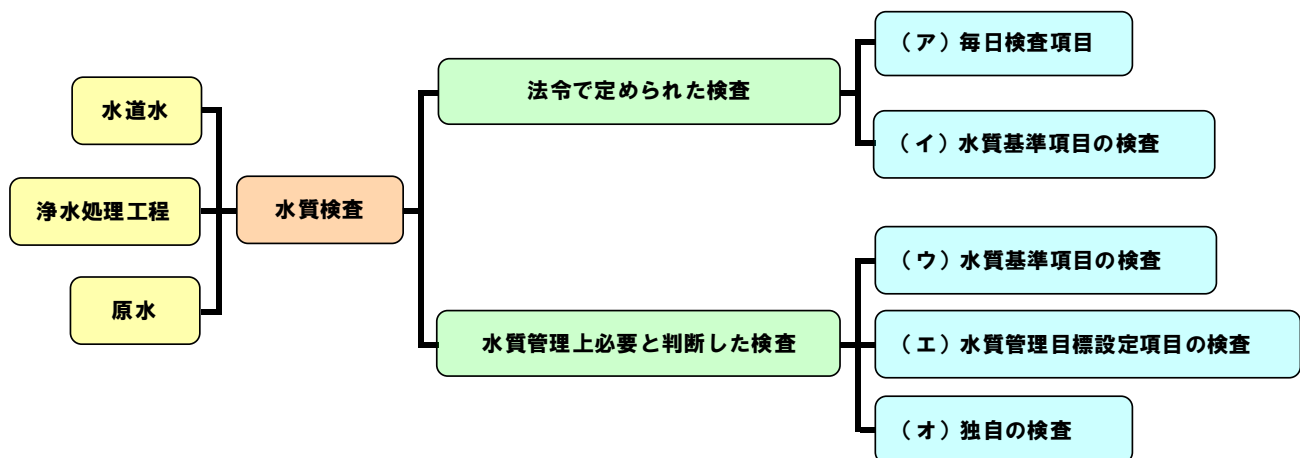 水道水
浄水処理工程
原水
水質検査
法令で定められた検査
水質管理上必要と判断した検査
（ア）毎日検査項目
（イ）水質基準項目の検査
（ウ）水質基準項目の検査
（エ）水質管理目標設定項目の検査
（オ）独自の検査